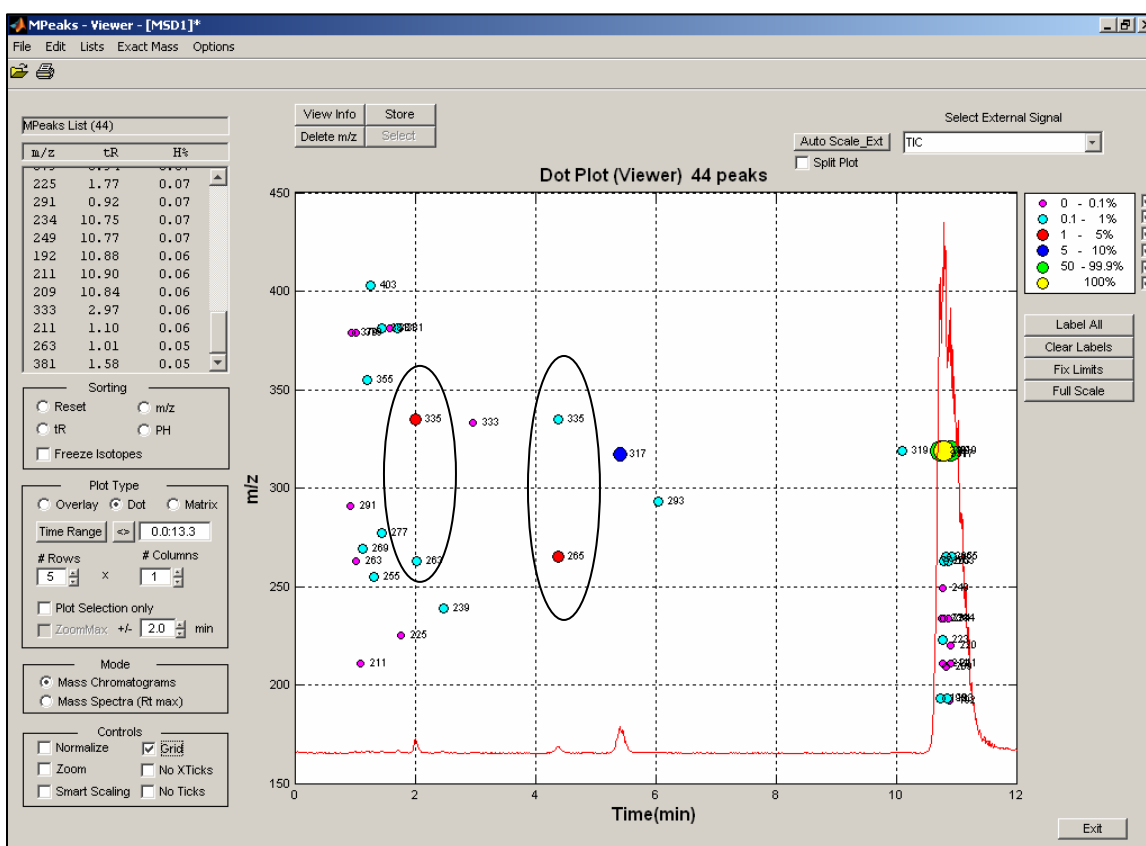 MPeaks - Viewer - [MSD1]*
File Edit Lists Exact Mass Options
MPeaks List (44)
m/z tR H%
225 1.77 0.07
291 0.92 0.07
234 10.75 0.07
249 10.77 0.07
192 10.88 0.06
211 10.90 0.06
209 10.84 0.06
333 2.97 0.06
211 1.10 0.06
263 1.01 0.05
381 1.58 0.05
Sorting
Reset m/z
tR PH
Freeze Isotopes
Plot Type
Overlay Dot Matrix
Time Range <> 0.0:13.3
# Rows # Columns
5 x 1
Plot Selection only
ZoomMax +/- 2.0 min
Mode
Mass Chromatograms
Mass Spectra (Rt max)
Controls
Normalize Grid
Zoom No XTicks
Smart Scaling No Ticks
View Info Store
Delete m/z Select
Select External Signal
Auto Scale_Ext TIC
Split Plot
Dot Plot (Viewer) 44 peaks
450
400
350
300
250
200
150
m/z
403
381
355
335
333
335
317
319
291
293
277
269
263
263
265
255
239
249
225
223
220
211
0 2 4 6 8 10 12
Time(min)
0 - 0.1%
0.1 - 1%
1 - 5%
5 - 10%
50 - 99.9%
100%
Label All
Clear Labels
Fix Limits
Full Scale
Exit